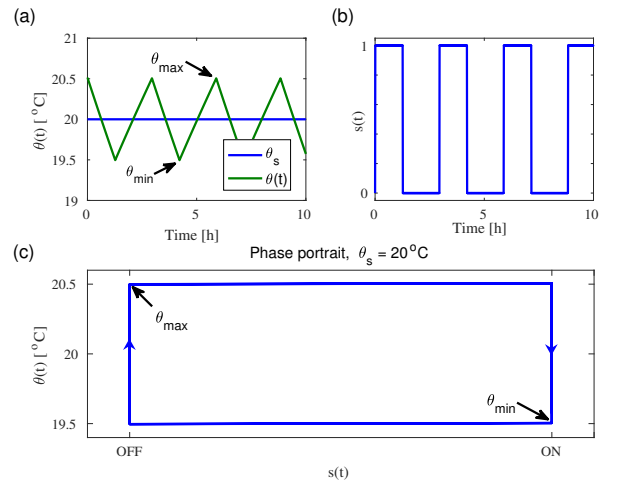 (a)
21
20.5
20
19.5
19
θ(t) [ °C]
θmax
θmin
θs
θ(t)
0
5
10
Time [h]
(b)
1
0
s(t)
0
5
10
Time [h]
(c)
Phase portrait, θs = 20°C
20.5
20
19.5
θ(t) [ °C]
θmax
θmin
OFF
ON
s(t)